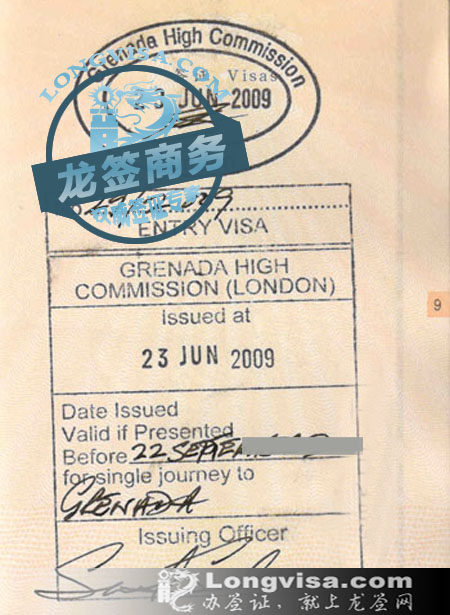 Grenada High Commission
Visas
23 JUN 2009
LONGVISA.COM
龙签商务
ENTRY VISA
GRENADA HIGH
COMMISSION (LONDON)
Issued at
23 JUN 2009
Date Issued
Valid if Presented
Before 22 SEPTEMBER
for single journey to
GRENADA
Issuing Officer
9
Longvisa.com
办签证,就上龙签网